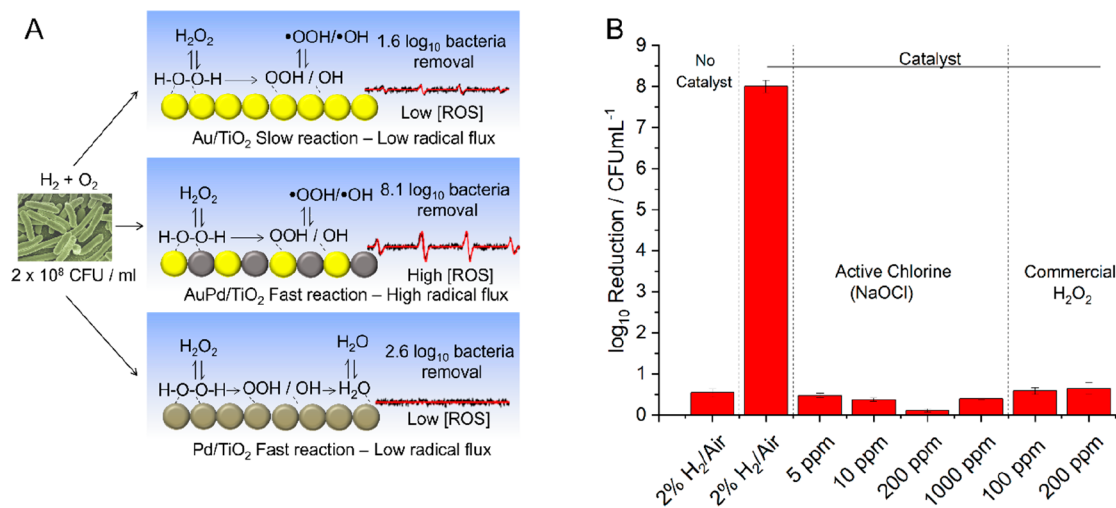 A
H₂ + O₂
2 x 10⁸ CFU / ml
H₂O₂
•OOH/•OH
1.6 log₁₀ bacteria
removal
H-O-O-H
OOH / OH
Low [ROS]
Au/TiO₂ Slow reaction – Low radical flux
H₂O₂
•OOH/•OH
8.1 log₁₀ bacteria
removal
H-O-O-H
OOH / OH
High [ROS]
AuPd/TiO₂ Fast reaction – High radical flux
H₂O₂
H₂O
2.6 log₁₀ bacteria
removal
H-O-O-H
OOH / OH
H₂O
Low [ROS]
Pd/TiO₂ Fast reaction – Low radical flux
B
log₁₀ Reduction / CFUmL⁻¹
9
8
7
6
5
4
3
2
1
0
No
Catalyst
Catalyst
Active Chlorine
(NaOCl)
Commercial
H₂O₂
2% H₂/Air
2% H₂/Air
5 ppm
10 ppm
200 ppm
1000 ppm
100 ppm
200 ppm